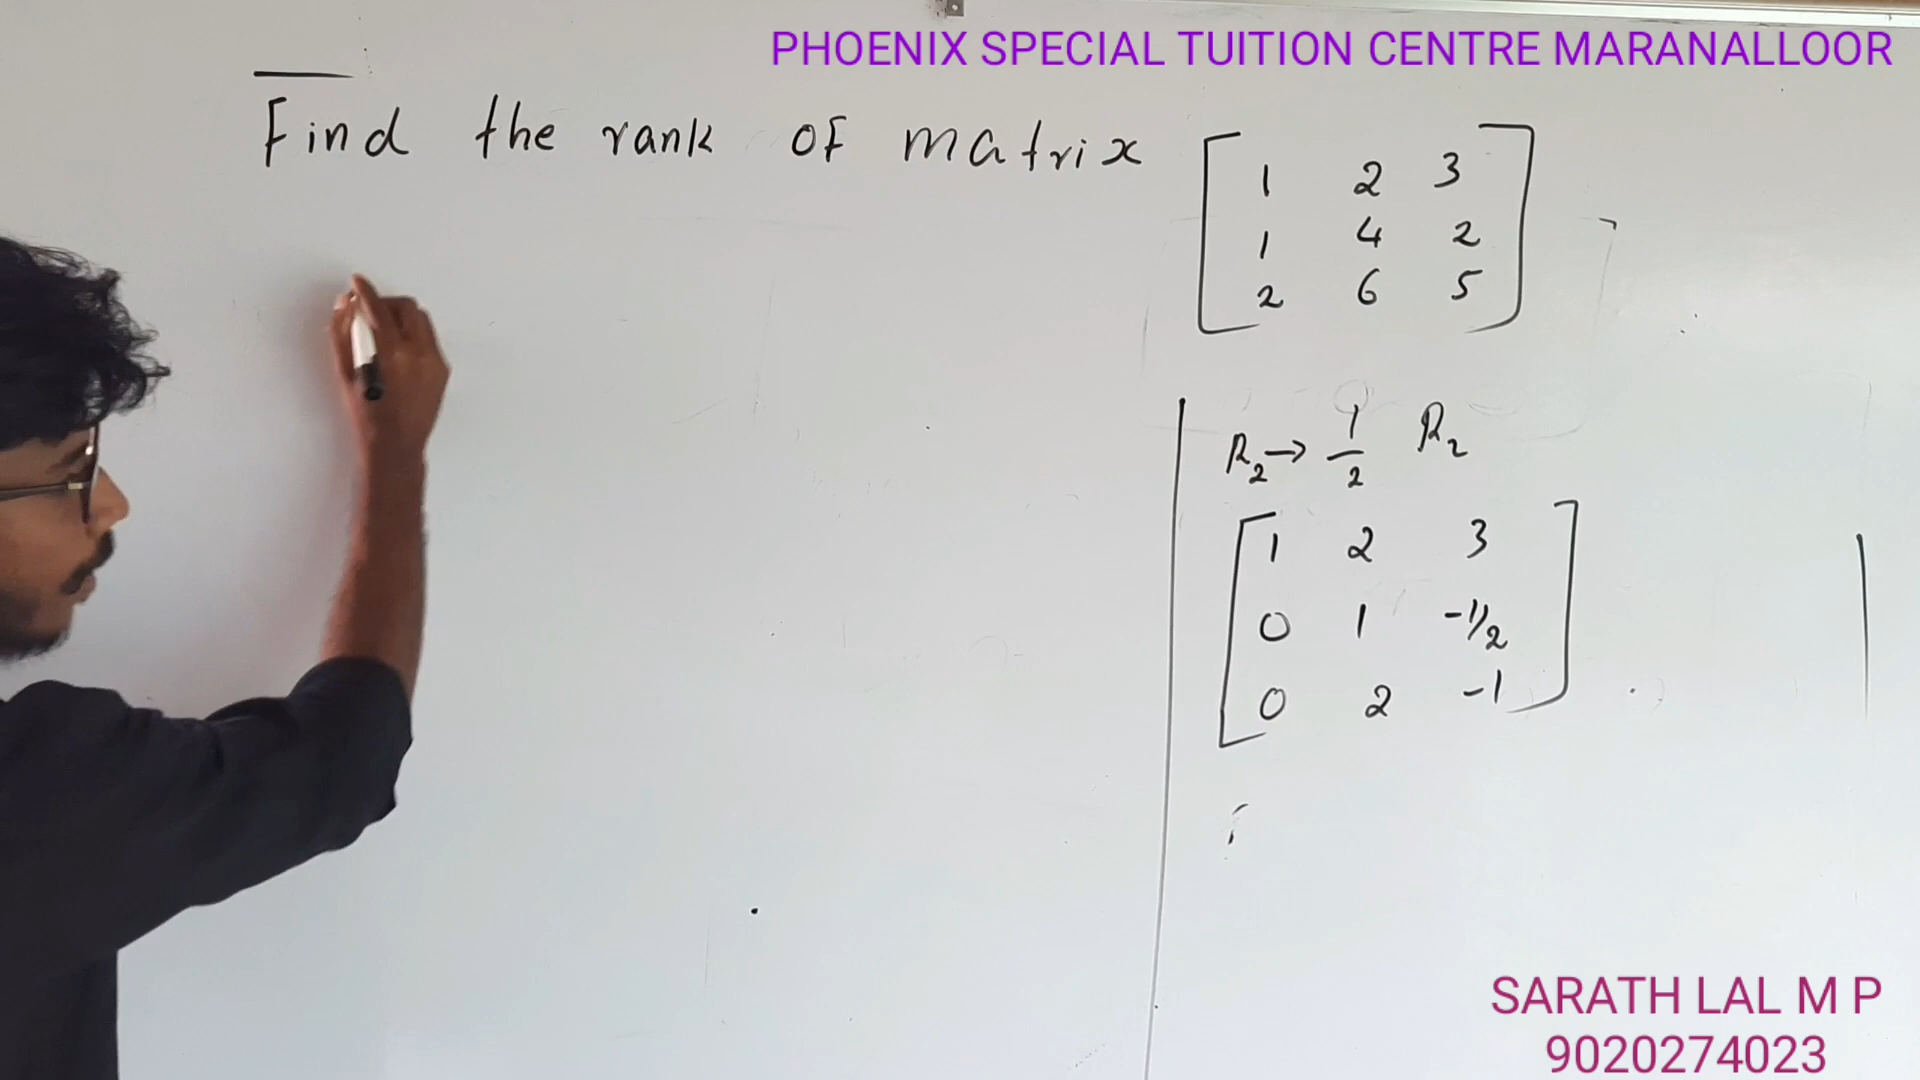 PHOENIX SPECIAL TUITION CENTRE MARANALLOOR
Find the rank of matrix
1 2 3
1 4 2
2 6 5
R₂→ 1/2 R₂
1 2 3
0 1 -1/2
0 2 -1
SARATH LAL M P
9020274023